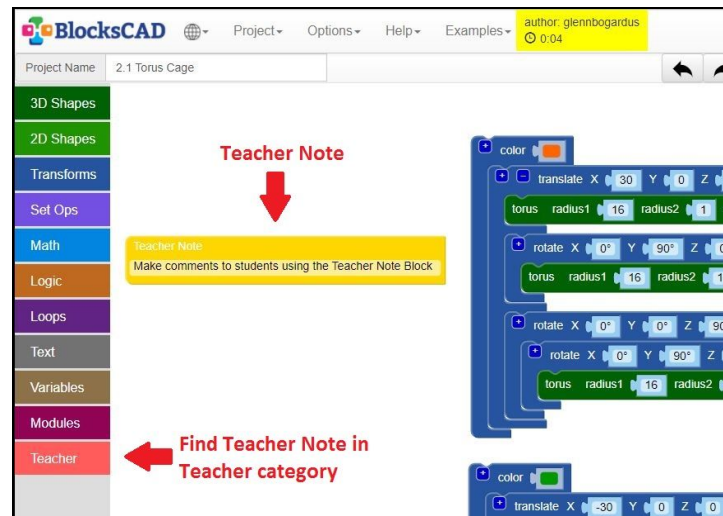 BlocksCAD Project Options Help Examples author: glennbogardus
0:04
Project Name 2.1 Torus Cage
3D Shapes
2D Shapes
Transforms
Set Ops
Math
Logic
Loops
Text
Variables
Modules
Teacher
Teacher Note
Teacher Note
Make comments to students using the Teacher Note Block
Find Teacher Note in
Teacher category
color
translate X 30 Y 0 Z
torus radius1 16 radius2 1
rotate X 0° Y 90° Z
torus radius1 16 radius2
rotate X 0° Y 0° Z 90
rotate X 0° Y 90° Z
torus radius1 16 radius2
color
translate X -30 Y 0 Z 0